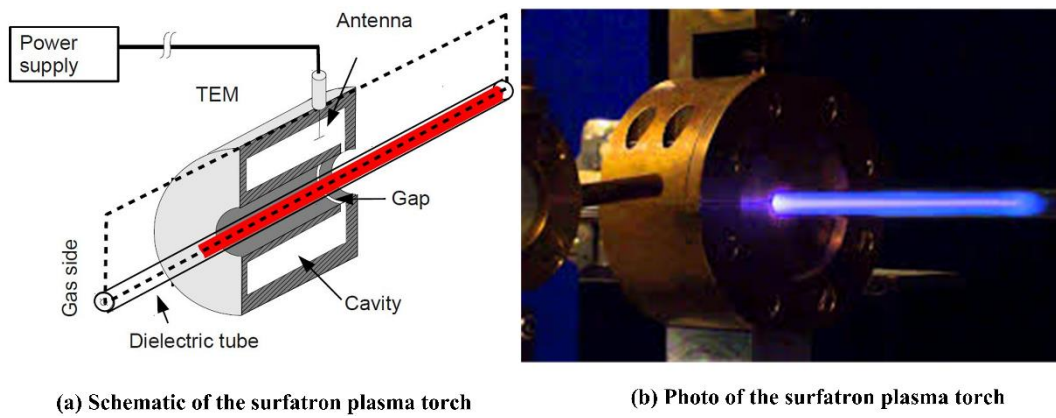 Power
supply
Antenna
TEM
Gap
Gas side
Cavity
Dielectric tube
(a) Schematic of the surfatron plasma torch
(b) Photo of the surfatron plasma torch